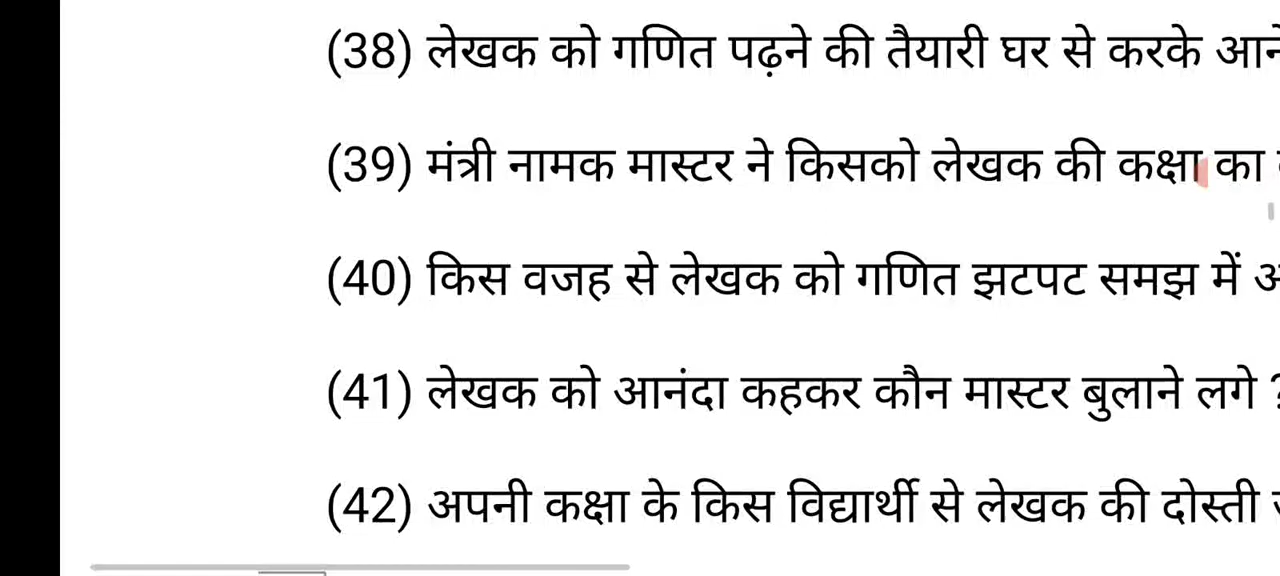 (38) लेखक को गणित पढ़ने की तैयारी घर से करके
(39) मंत्री नामक मास्टर ने किसको लेखक की कक्षा का
(40) किस वजह से लेखक को गणित झटपट समझ में
(41) लेखक को आनंदा कहकर कौन मास्टर बुलाने लगे ?
(42) अपनी कक्षा के किस विद्यार्थी से लेखक की दोस्ती